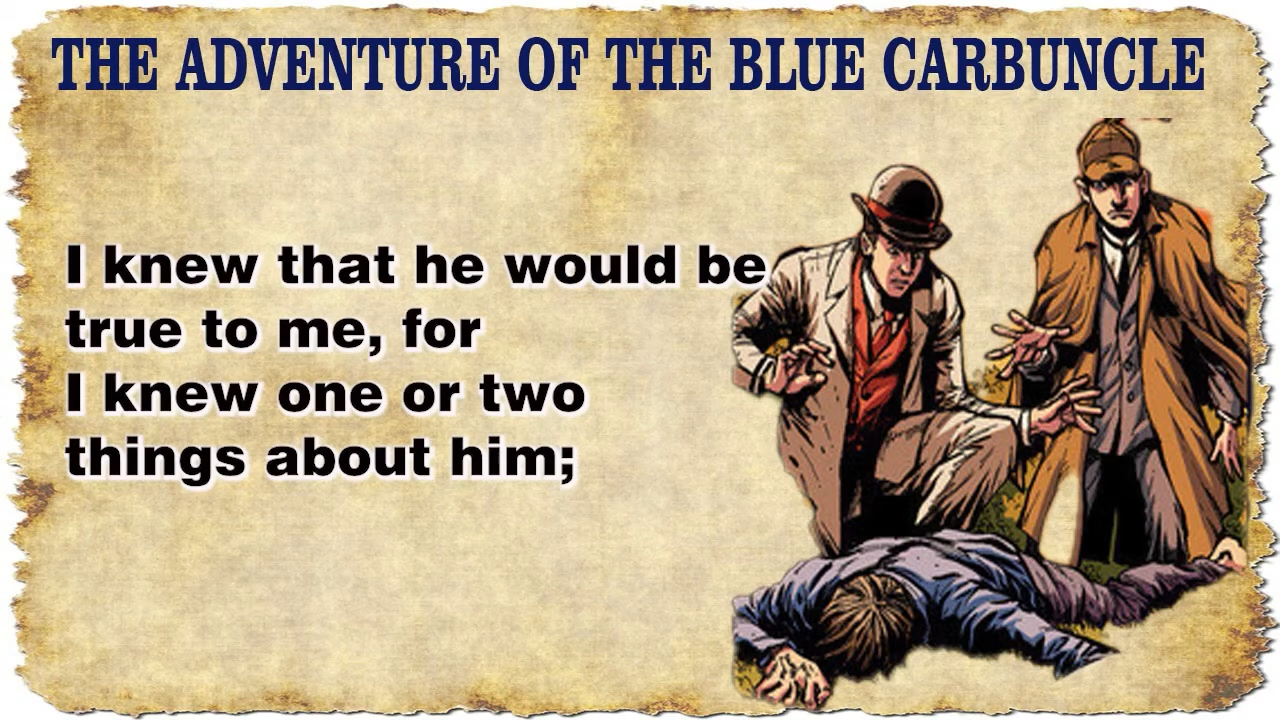 THE ADVENTURE OF THE BLUE CARBUNCLE
I knew that he would be
true to me, for
I knew one or two
things about him;